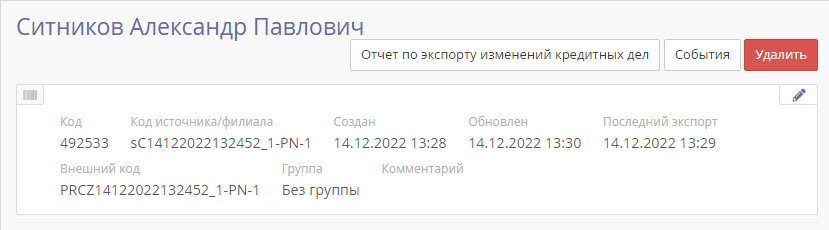 Ситников Александр Павлович
Отчет по экспорту изменений кредитных дел События Удалить
Код Код источника/филиала Создан Обновлен Последний экспорт
492533 sC14122022132452_1-PN-1 14.12.2022 13:28 14.12.2022 13:30 14.12.2022 13:29
Внешний код Группа Комментарий
PRCZ14122022132452_1-PN-1 Без группы